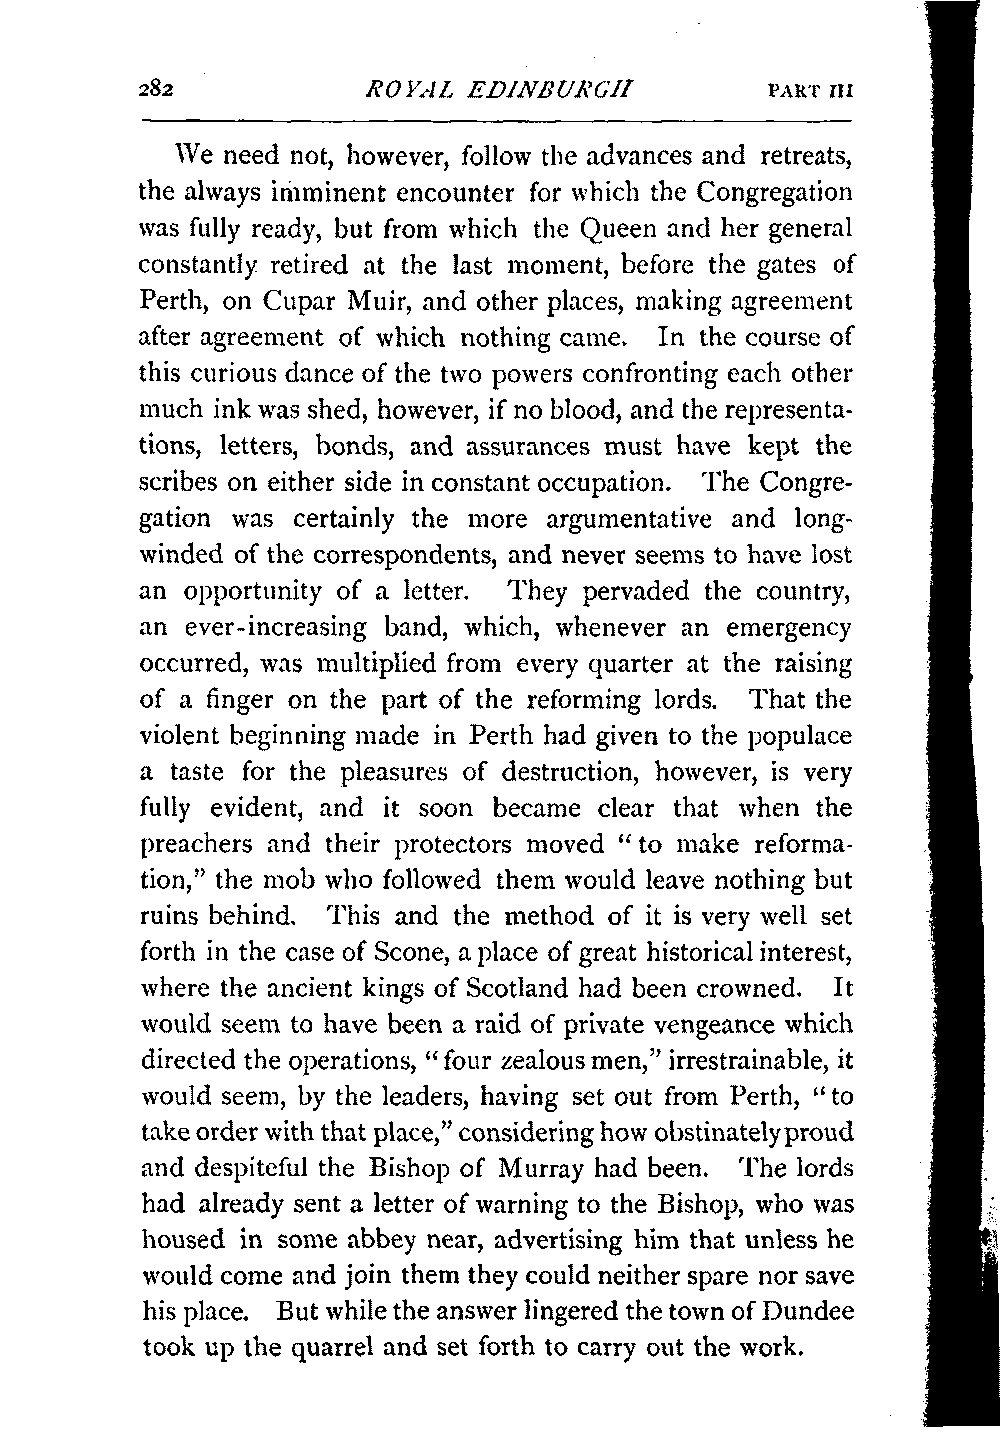 282 ROYAL EDINBURGH PART III
We need not, however, follow the advances and retreats,
the always imminent encounter for which the Congregation
was fully ready, but from which the Queen and her general
constantly retired at the last moment, before the gates of
Perth, on Cupar Muir, and other places, making agreement
after agreement of which nothing came. In the course of
this curious dance of the two powers confronting each other
much ink was shed, however, if no blood, and the representa-
tions, letters, bonds, and assurances must have kept the
scribes on either side in constant occupation. The Congre-
gation was certainly the more argumentative and long-
winded of the correspondents, and never seems to have lost
an opportunity of a letter. They pervaded the country,
an ever-increasing band, which, whenever an emergency
occurred, was multiplied from every quarter at the raising
of a finger on the part of the reforming lords. That the
violent beginning made in Perth had given to the populace
a taste for the pleasures of destruction, however, is very
fully evident, and it soon became clear that when the
preachers and their protectors moved “to make reforma-
tion,” the mob who followed them would leave nothing but
ruins behind. This and the method of it is very well set
forth in the case of Scone, a place of great historical interest,
where the ancient kings of Scotland had been crowned. It
would seem to have been a raid of private vengeance which
directed the operations, “four zealous men,” irrestrainable, it
would seem, by the leaders, having set out from Perth, “to
take order with that place,” considering how obstinately proud
and despiteful the Bishop of Murray had been. The lords
had already sent a letter of warning to the Bishop, who was
housed in some abbey near, advertising him that unless he
would come and join them they could neither spare nor save
his place. But while the answer lingered the town of Dundee
took up the quarrel and set forth to carry out the work.